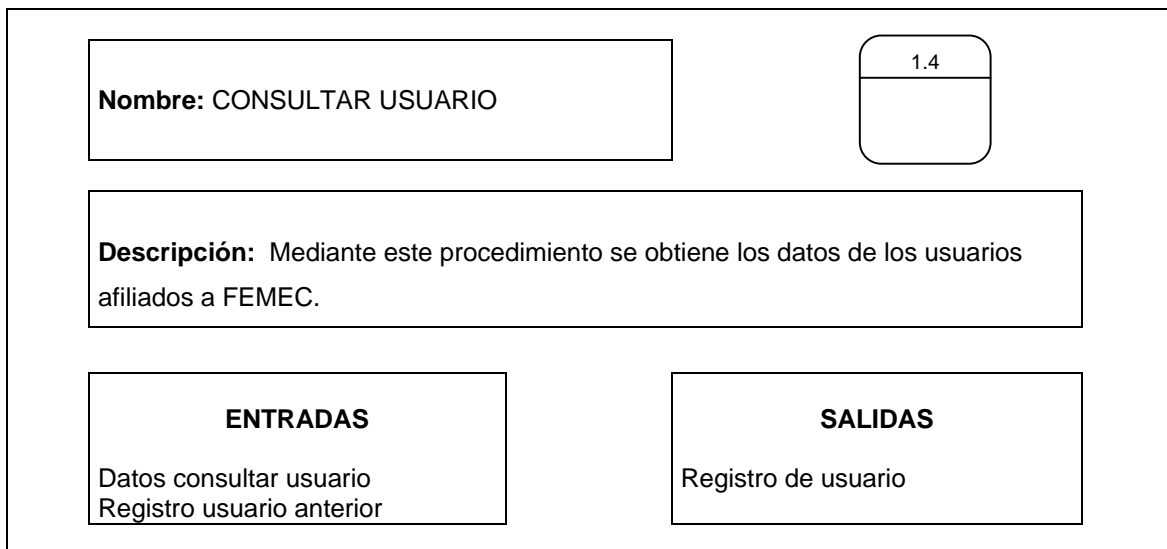 1.4
Nombre: CONSULTAR USUARIO
Descripción: Mediante este procedimiento se obtiene los datos de los usuarios
afiliados a FEMEC.
ENTRADAS
Datos consultar usuario
Registro usuario anterior
SALIDAS
Registro de usuario